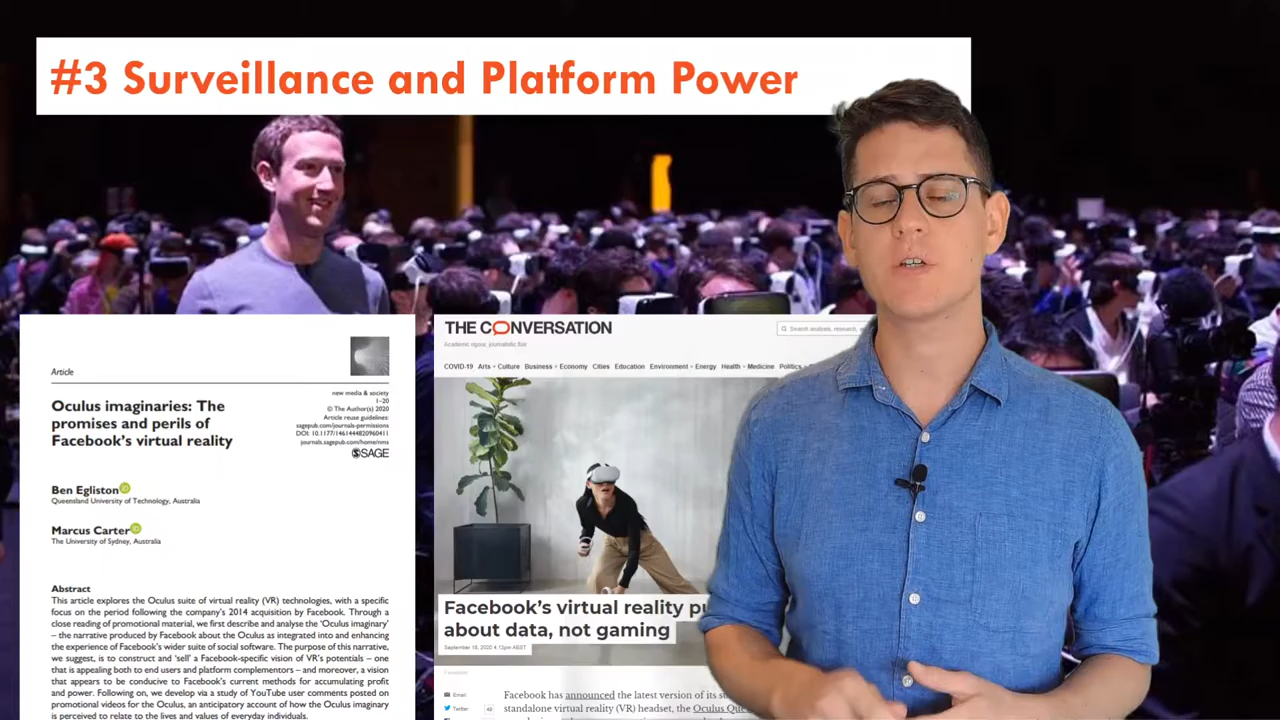 #3 Surveillance and Platform Power
Article
new media & society
1–20
© The Author(s) 2020
Article reuse guidelines:
sagepub.com/journals-permissions
DOI: 10.1177/1461444820960411
journals.sagepub.com/home/nms
SAGE
Oculus imaginaries: The
promises and perils of
Facebook's virtual reality
Ben Egliston
Queensland University of Technology, Australia
Marcus Carter
The University of Sydney, Australia
Abstract
This article explores the Oculus suite of virtual reality (VR) technologies, with a specific
focus on the period following the company's 2014 acquisition by Facebook. Through a
close reading of promotional material, we first describe and analyse the 'Oculus imaginary'
– the narrative produced by Facebook about the Oculus as integrated into and enhancing
the experience of Facebook's wider suite of social software. The purpose of this narrative,
we suggest, is to construct and 'sell' a Facebook-specific vision of VR's potentials – one
that is appealing both to end users and platform complementors – and moreover, a vision
that appears to be conducive to Facebook's current methods for accumulating profit
and power. Following on, we develop via a study of YouTube user comments posted on
promotional videos for the Oculus, an anticipatory account of how the Oculus imaginary
is perceived to relate to the lives and values of everyday individuals.
THE CONVERSATION
Academic rigour, journalistic flair
Search analysis, research,
COVID-19 Arts + Culture Business + Economy Cities Education Environment + Energy Health + Medicine Politics +
Facebook's virtual reality pu
about data, not gaming
September 18, 2020 4.13pm AEST
Email
Twitter
Facebook has announced the latest version of its su
standalone virtual reality (VR) headset, the Oculus Que